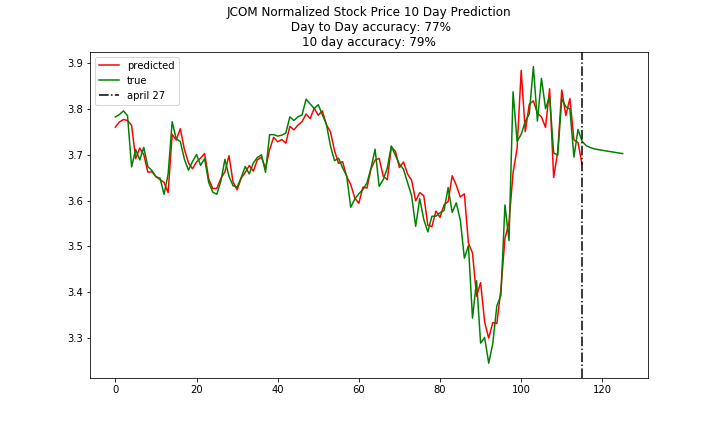 JCOM Normalized Stock Price 10 Day Prediction
Day to Day accuracy: 77%
10 day accuracy: 79%
predicted
true
april 27
3.9
3.8
3.7
3.6
3.5
3.4
3.3
0 20 40 60 80 100 120